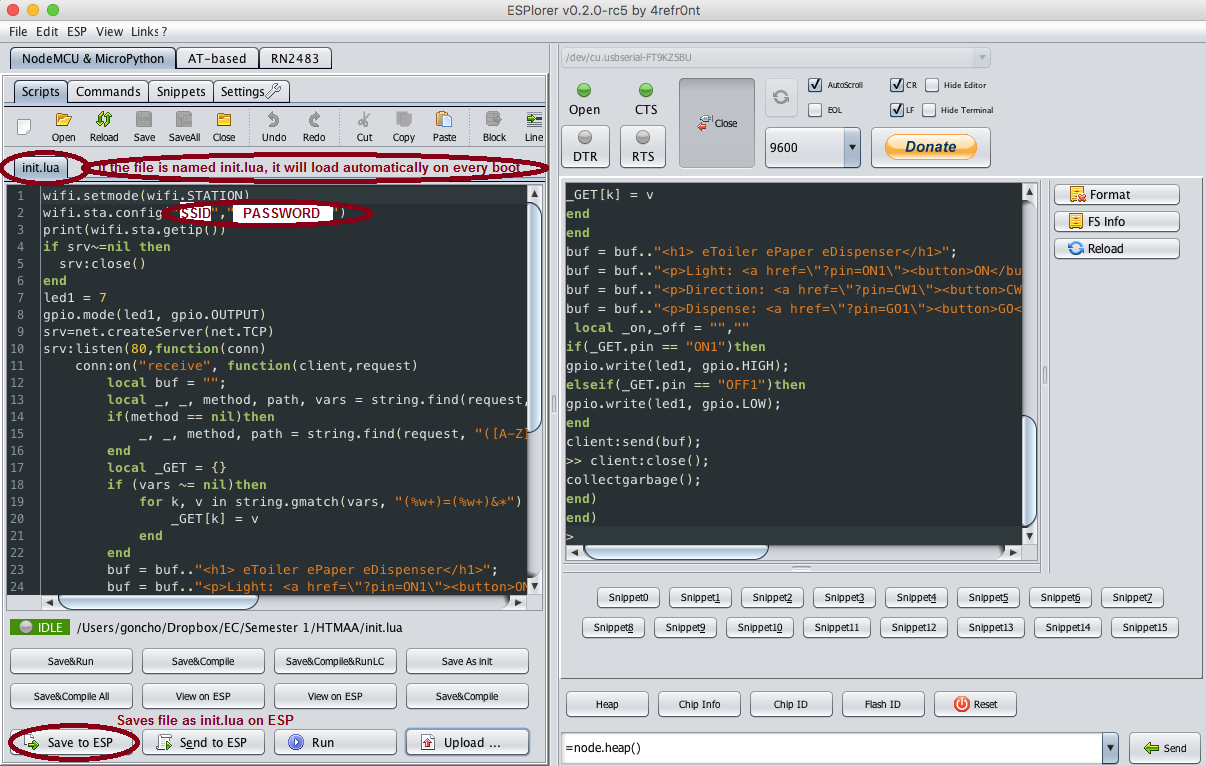 ESPlorer v0.2.0-rc5 by 4refr0nt
File Edit ESP View Links ?
NodeMCU & MicroPython AT-based RN2483
Scripts Commands Snippets Settings
Open Reload Save SaveAll Close Undo Redo Cut Copy Paste Block Line
init.lua
If the file is named init.lua, it will load automatically on every boot
1 wifi.setmode(wifi.STATION)
2 wifi.sta.config("SSID","PASSWORD")
3 print(wifi.sta.getip())
4 if srv~=nil then
5 srv:close()
6 end
7 led1 = 7
8 gpio.mode(led1, gpio.OUTPUT)
9 srv=net.createServer(net.TCP)
10 srv:listen(80,function(conn)
11 conn:on("receive", function(client,request)
12 local buf = "";
13 local _, _, method, path, vars = string.find(request,
14 if(method == nil)then
15 _, _, method, path = string.find(request, "([A-Z]
16 end
17 local _GET = {}
18 if (vars ~= nil)then
19 for k, v in string.gmatch(vars, "(%w+)=(%w+)&*")
20 _GET[k] = v
21 end
22 end
23 buf = buf.."<h1> eToiler ePaper eDispenser</h1>";
24 buf = buf.."<p>Light: <a href=\"?pin=ON1\"><button>ON
IDLE /Users/goncho/Dropbox/EC/Semester 1/HTMAA/init.lua
Save&Run Save&Compile Save&Compile&RunLC Save As init
Save&Compile All View on ESP View on ESP Save&Compile
Saves file as init.lua on ESP
Save to ESP Send to ESP Run Upload ...
/dev/cu.usbserial-FT9KZ5BU
Open CTS
DTR RTS
Close
AutoScroll CR Hide Editor
EOL LF Hide Terminal
9600
Donate
_GET[k] = v
end
end
buf = buf.."<h1> eToiler ePaper eDispenser</h1>";
buf = buf.."<p>Light: <a href=\"?pin=ON1\"><button>ON</bu
buf = buf.."<p>Direction: <a href=\"?pin=CW1\"><button>CW
buf = buf.."<p>Dispense: <a href=\"?pin=GO1\"><button>GO<
local _on,_off = "",""
if(_GET.pin == "ON1")then
gpio.write(led1, gpio.HIGH);
elseif(_GET.pin == "OFF1")then
gpio.write(led1, gpio.LOW);
end
client:send(buf);
>> client:close();
collectgarbage();
end)
end)
>
Format
FS Info
Reload
Snippet0 Snippet1 Snippet2 Snippet3 Snippet4 Snippet5 Snippet6 Snippet7
Snippet8 Snippet9 Snippet10 Snippet11 Snippet12 Snippet13 Snippet14 Snippet15
Heap Chip Info Chip ID Flash ID Reset
=node.heap()
Send